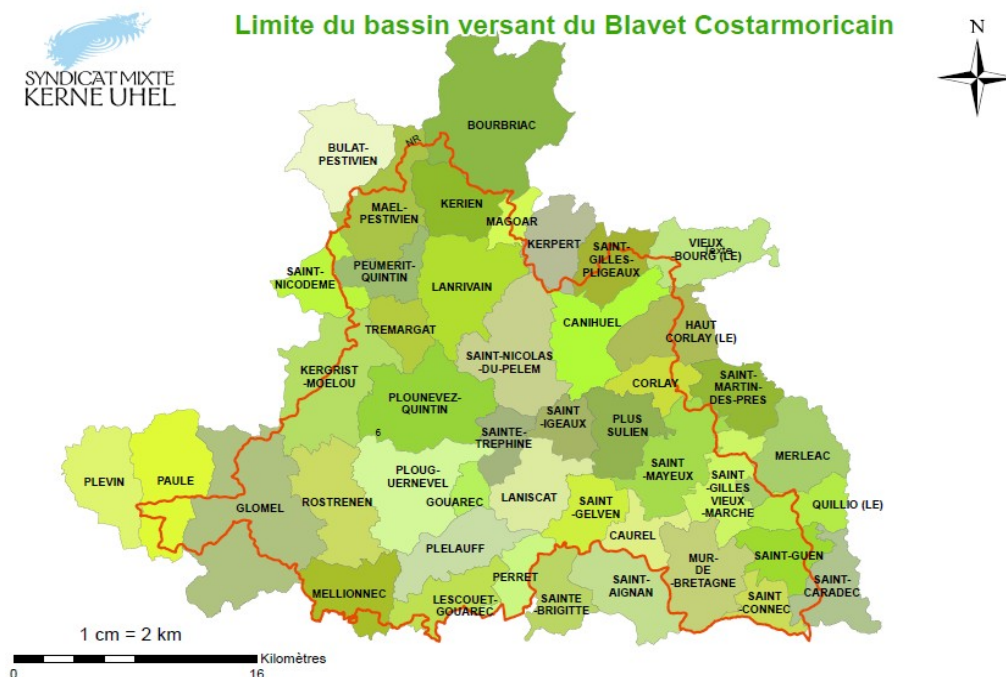 Limite du bassin versant du Blavet Costarmoricain
SYNDICAT MIXTE
KERNE UHEL
N
BOURBRIAC
NR
BULAT-
PESTIVIEN
MAEL-
PESTIVIEN
KERIEN
MAGOAR
KERPERT
SAINT-
GILLES-
PLIGEAUX
VIEUX
BOURG (LE)
Texte
SAINT-
NICODEME
PEUMERIT-
QUINTIN
LANRIVAIN
TREMARGAT
CANIHUEL
HAUT
CORLAY (LE)
KERGRIST
-MOELOU
SAINT-NICOLAS
-DU-PELEM
CORLAY
SAINT-
MARTIN-
DES-PRES
PLOUNEVEZ-
QUINTIN
6
SAINTE-
TREPHINE
SAINT
-IGEAUX
PLUS
SULIEN
MERLEAC
PLEVIN
PAULE
GLOMEL
ROSTRENEN
PLOUG
-UERNEVEL
GOUAREC
LANISCAT
SAINT
-MAYEUX
SAINT
-GILLES
VIEUX
-MARCHE
QUILLIO (LE)
SAINT
-GELVEN
CAUREL
PLELAUFF
PERRET
MUR-
DE
-BRETAGNE
SAINT-GUEN
SAINT-
CARADEC
MELLIONNEC
LESCOUET-
GOUAREC
SAINTE
-BRIGITTE
SAINT-
AIGNAN
SAINT
-CONNEC
1 cm = 2 km
Kilomètres
0 16